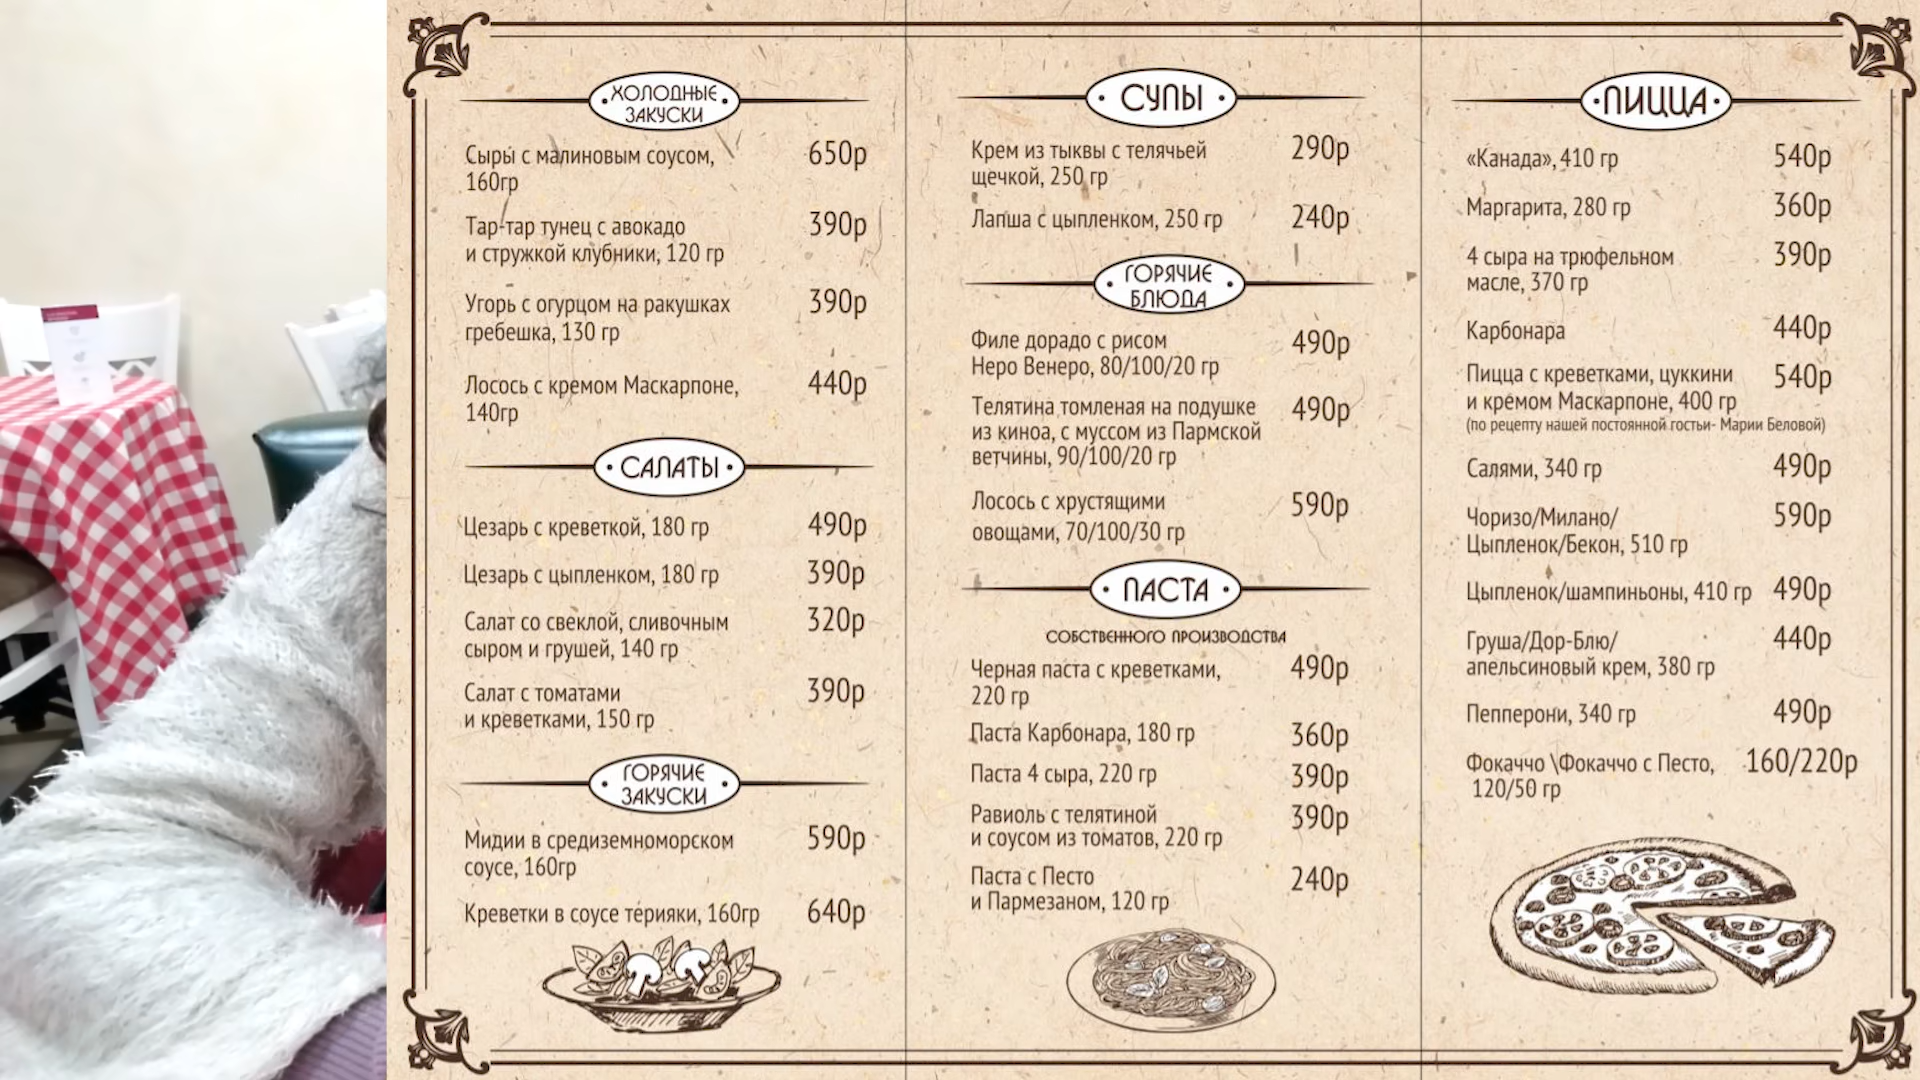 ХОЛОДНЫЕ
ЗАКУСКИ
Сыры с малиновым соусом, 650р
160гр
Тар-тар тунец с авокадо 390р
и стружкой клубники, 120 гр
Угорь с огурцом на ракушках 390р
гребешка, 130 гр
Лосось с кремом Маскарпоне, 440р
140гр
САЛАТЫ
Цезарь с креветкой, 180 гр 490р
Цезарь с цыпленком, 180 гр 390р
Салат со свеклой, сливочным 320р
сыром и грушей, 140 гр
Салат с томатами 390р
и креветками, 150 гр
ГОРЯЧИЕ
ЗАКУСКИ
Мидии в средиземноморском 590р
соусе, 160гр
Креветки в соусе терияки, 160гр 640р
СУПЫ
Крем из тыквы с телячьей 290р
щечкой, 250 гр
Лапша с цыпленком, 250 гр 240р
ГОРЯЧИЕ
БЛЮДА
Филе дорадо с рисом 490р
Неро Венеро, 80/100/20 гр
Телятина томленая на подушке 490р
из киноа, с муссом из Пармской
ветчины, 90/100/20 гр
Лосось с хрустящими 590р
овощами, 70/100/30 гр
ПАСТА
СОБСТВЕННОГО ПРОИЗВОДСТВА
Черная паста с креветками, 490р
220 гр
Паста Карбонара, 180 гр 360р
Паста 4 сыра, 220 гр 390р
Равиоль с телятиной 390р
и соусом из томатов, 220 гр
Паста с Песто 240р
и Пармезаном, 120 гр
ПИЦЦА
«Канада», 410 гр 540р
Маргарита, 280 гр 360р
4 сыра на трюфельном 390р
масле, 370 гр
Карбонара 440р
Пицца с креветками, цуккини 540р
и кремом Маскарпоне, 400 гр
(по рецепту нашей постоянной гостьи- Марии Беловой)
Салями, 340 гр 490р
Чоризо/Милано/ 590р
Цыпленок/Бекон, 510 гр
Цыпленок/шампиньоны, 410 гр 490р
Груша/Дор-Блю/ 440р
апельсиновый крем, 380 гр
Пепперони, 340 гр 490р
Фокаччо \Фокаччо с Песто, 160/220р
120/50 гр